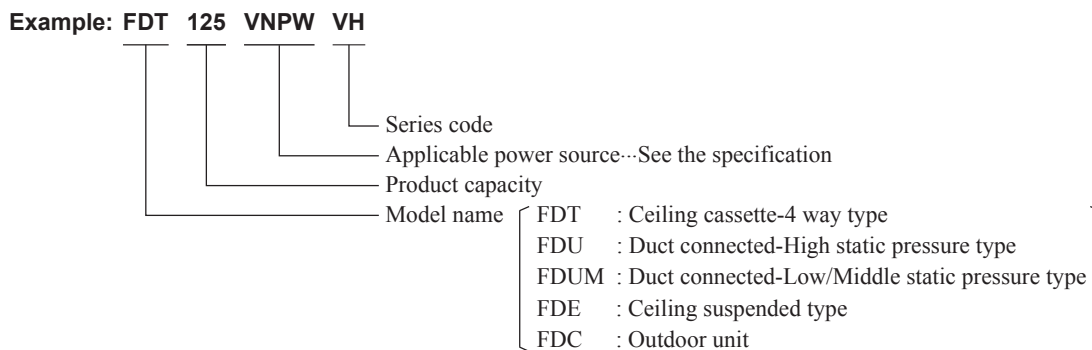 Example: FDT 125 VNPW VH
Series code
Applicable power source···See the specification
Product capacity
Model name
FDT : Ceiling cassette-4 way type
FDU : Duct connected-High static pressure type
FDUM : Duct connected-Low/Middle static pressure type
FDE : Ceiling suspended type
FDC : Outdoor unit